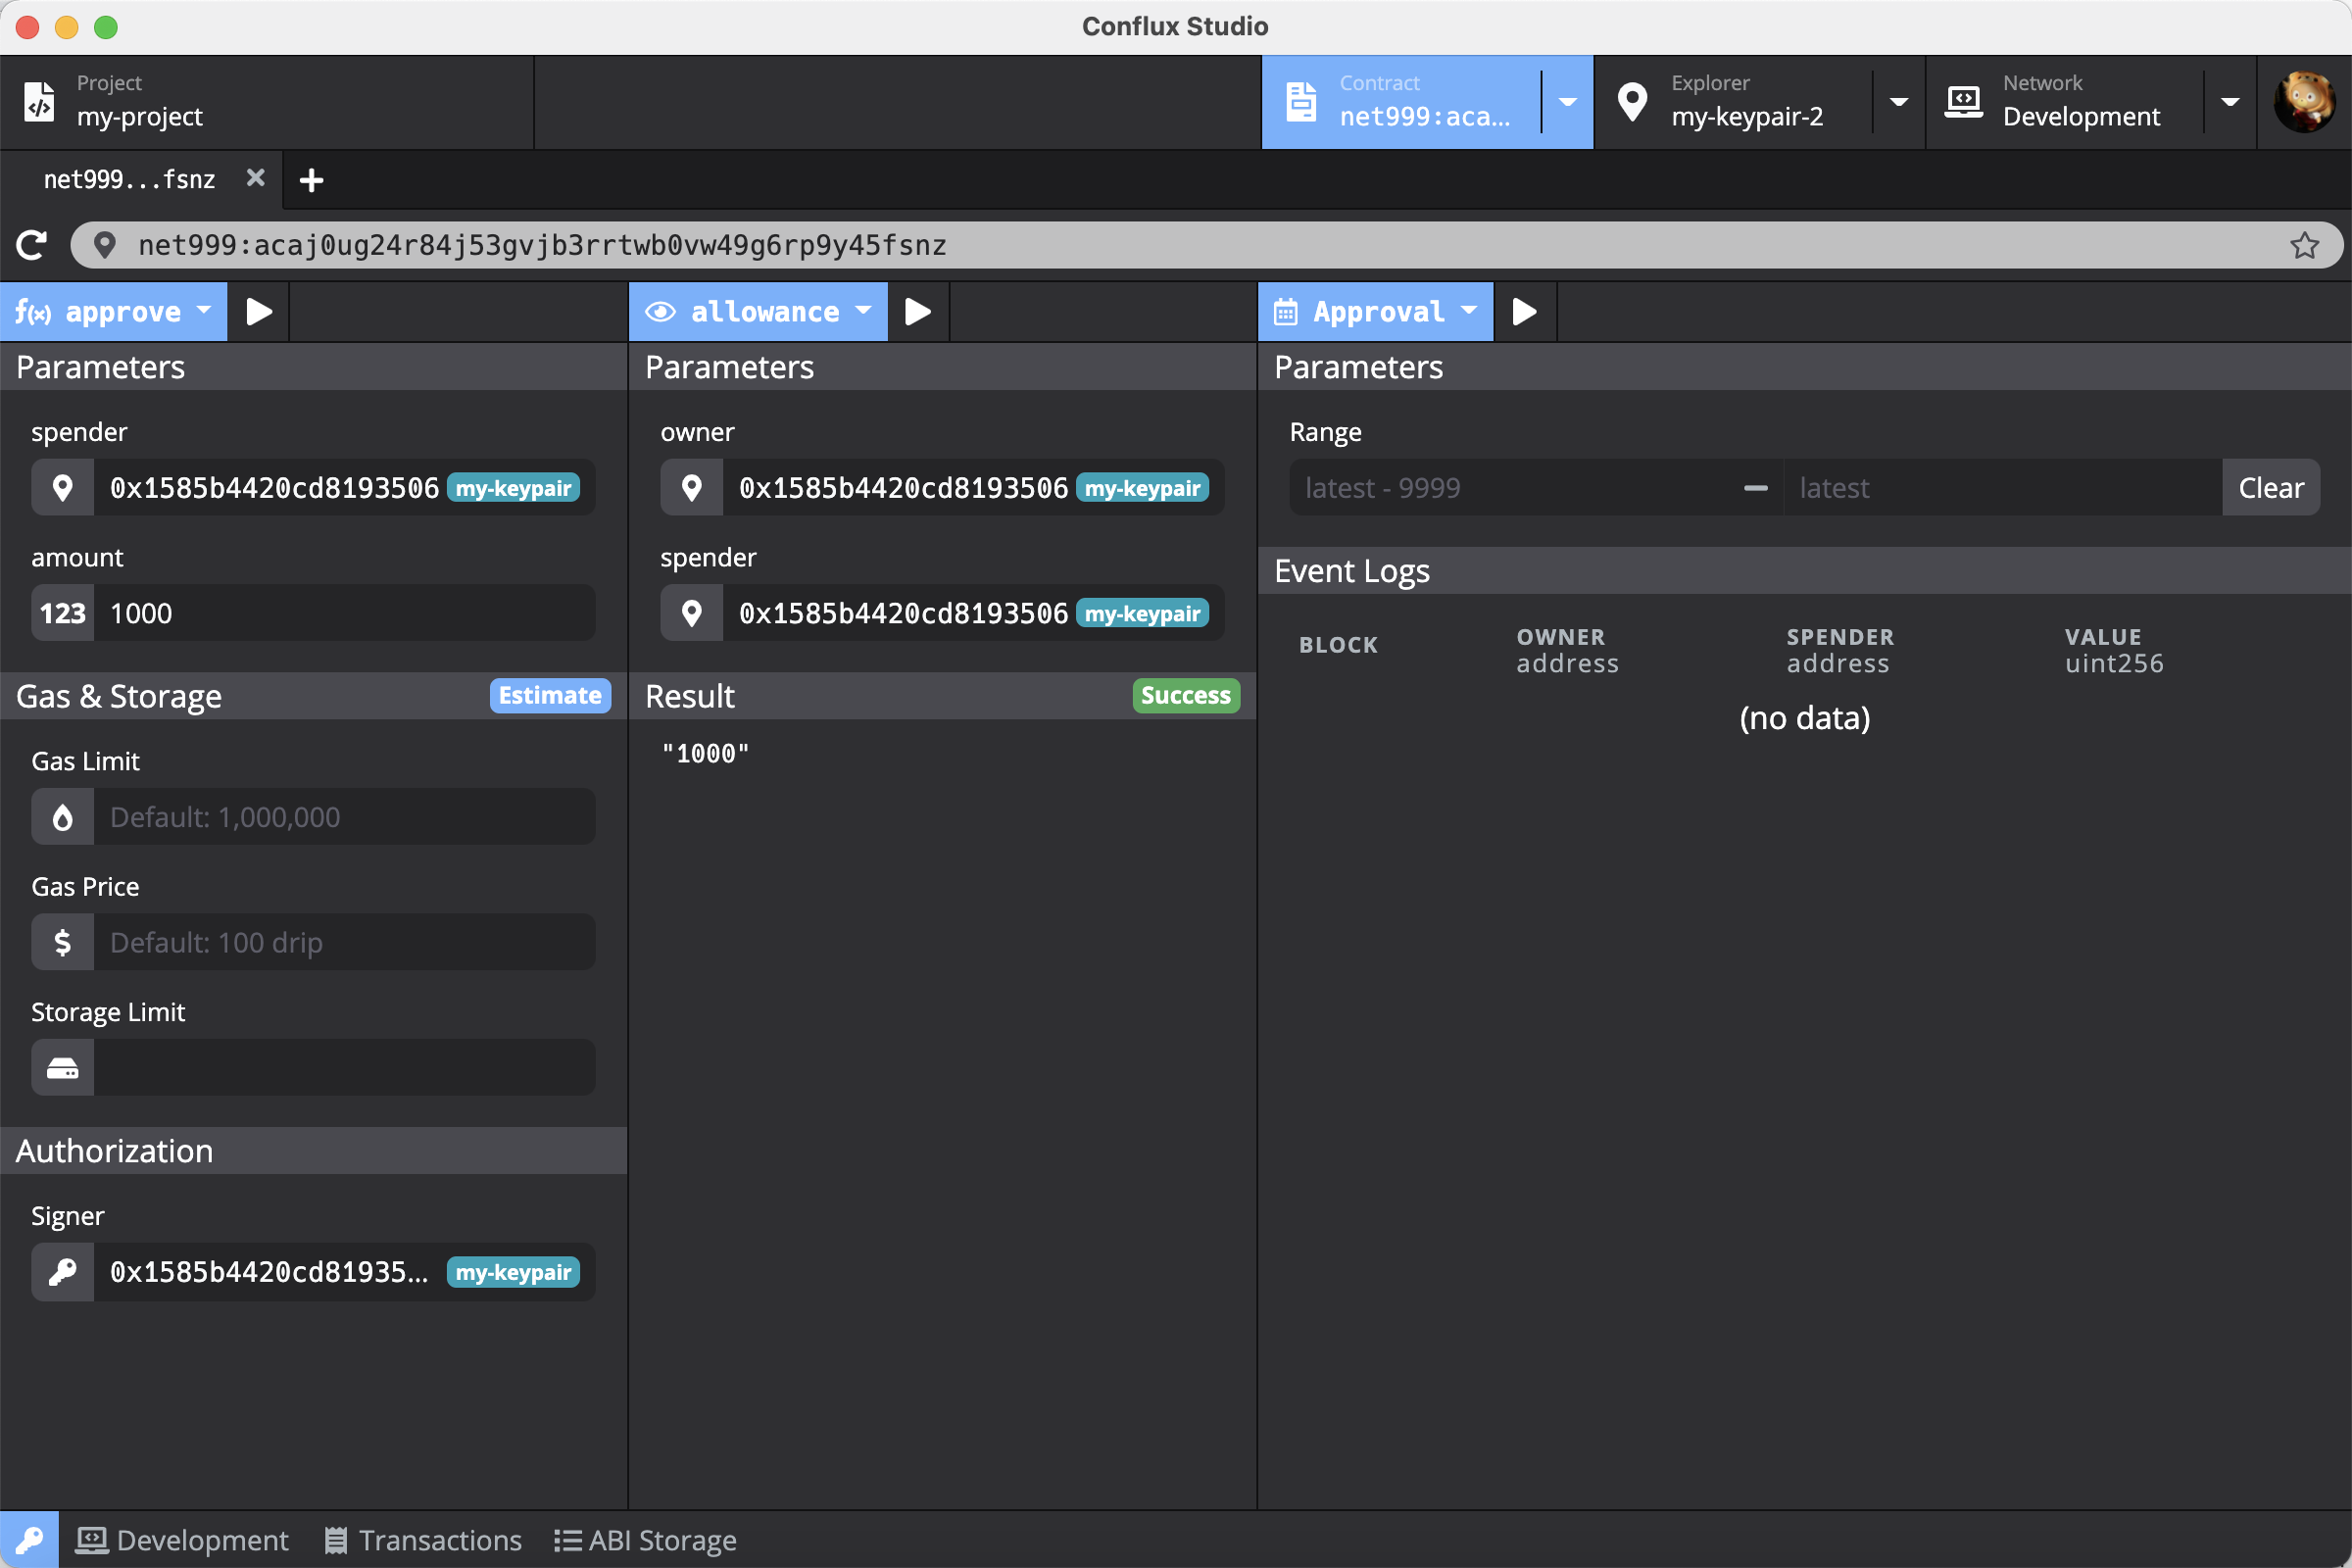 Conflux Studio
Project
my-project
Contract
net999:aca...
Explorer
my-keypair-2
Network
Development
net999...fsnz
net999:acaj0ug24r84j53gvjb3rrtwb0vw49g6rp9y45fsnz
f(x) approve
allowance
Approval
Parameters
spender
0x1585b4420cd8193506 my-keypair
amount
123 1000
Gas & Storage Estimate
Gas Limit
Default: 1,000,000
Gas Price
$ Default: 100 drip
Storage Limit
Authorization
Signer
0x1585b4420cd81935... my-keypair
Parameters
owner
0x1585b4420cd8193506 my-keypair
spender
0x1585b4420cd8193506 my-keypair
Result Success
"1000"
Parameters
Range
latest - 9999 — latest Clear
Event Logs
BLOCK OWNER SPENDER VALUE
address address uint256
(no data)
Development Transactions ABI Storage